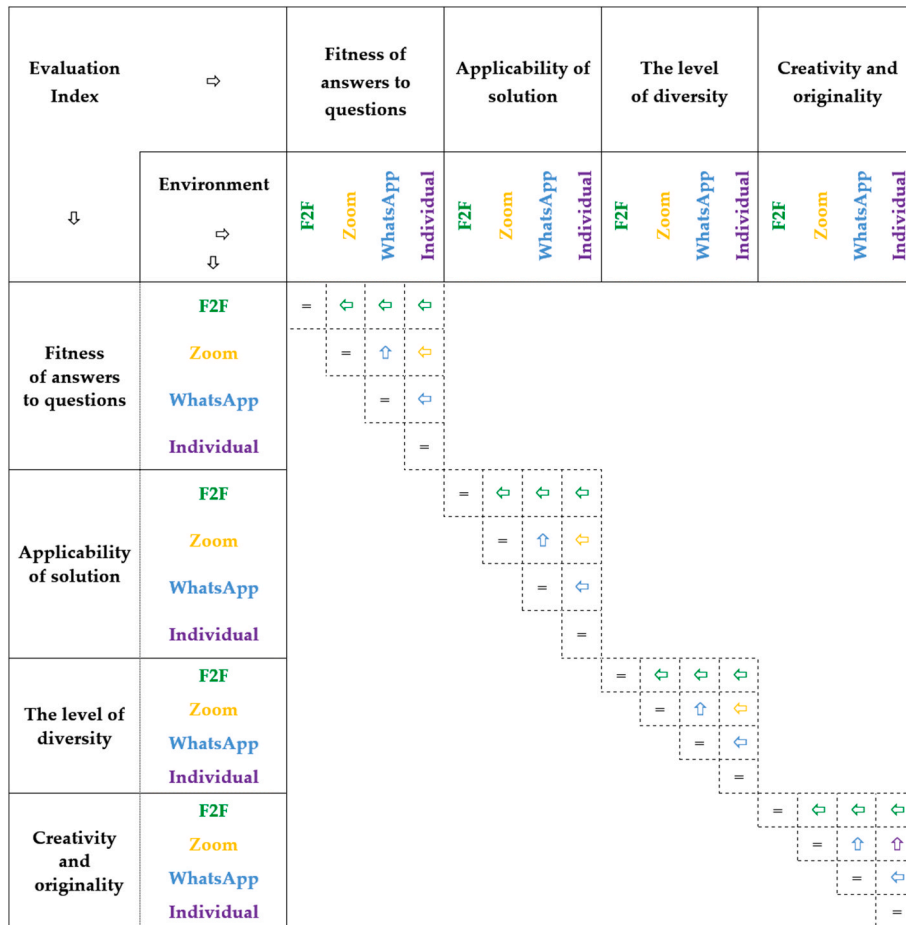 Evaluation
Index
⇨
Fitness of
answers to
questions
Applicability of
solution
The level
of diversity
Creativity and
originality
⇩
Environment
⇨
⇩
F2F
Zoom
WhatsApp
Individual
F2F
Zoom
WhatsApp
Individual
F2F
Zoom
WhatsApp
Individual
F2F
Zoom
WhatsApp
Individual
Fitness
of answers
to questions
F2F
= ⇦ ⇦ ⇦
Zoom
= ⇧ ⇦
WhatsApp
= ⇦
Individual
=
Applicability
of solution
F2F
= ⇦ ⇦ ⇦
Zoom
= ⇧ ⇦
WhatsApp
= ⇦
Individual
=
The level of
diversity
F2F
= ⇦ ⇦ ⇦
Zoom
= ⇧ ⇦
WhatsApp
= ⇦
Individual
=
Creativity
and
originality
F2F
= ⇦ ⇦ ⇦
Zoom
= ⇧ ⇧
WhatsApp
= ⇦
Individual
=